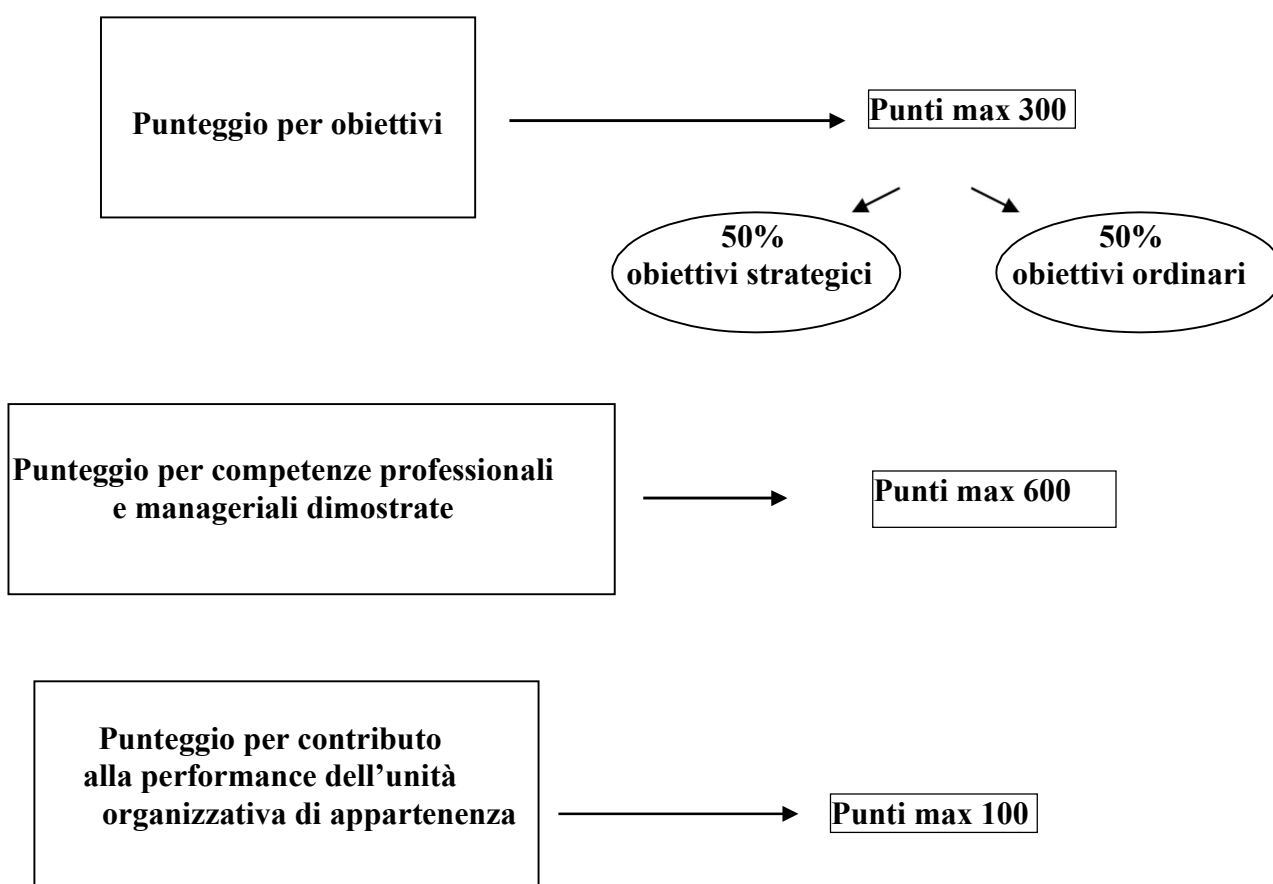 Punteggio per obiettivi
Punti max 300
50%
obiettivi strategici
50%
obiettivi ordinari
Punteggio per competenze professionali
e manageriali dimostrate
Punti max 600
Punteggio per contributo
alla performance dell’unità
organizzativa di appartenenza
Punti max 100